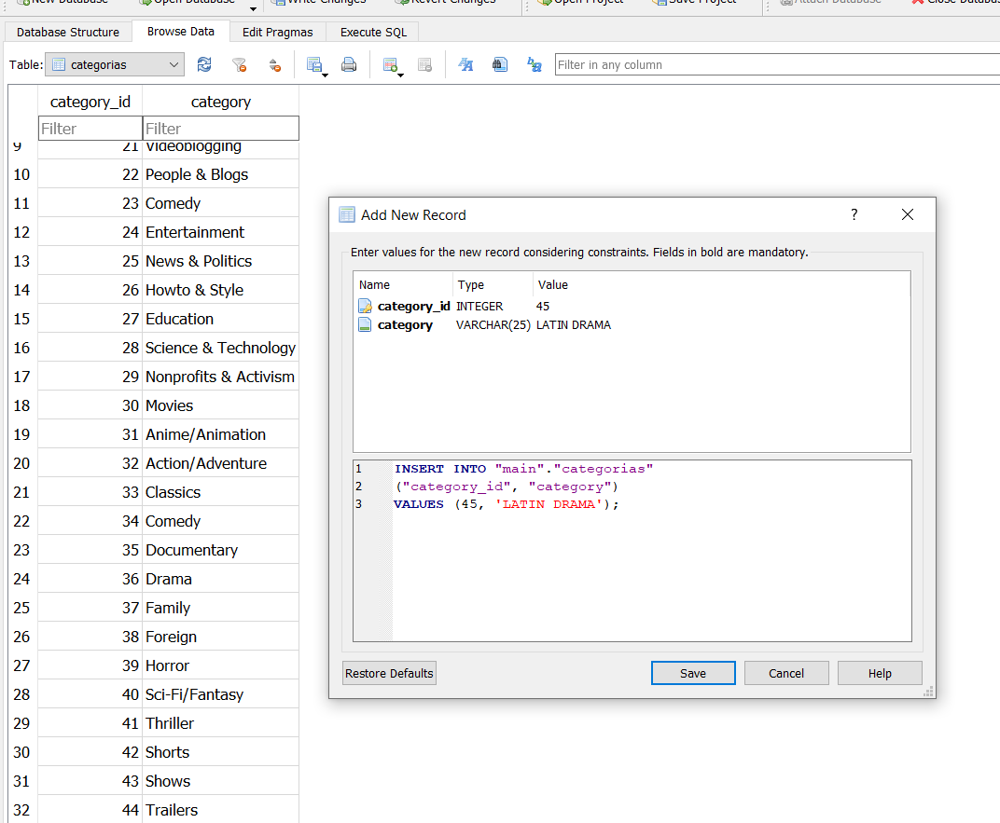 New Database Open Database Write Changes Revert Changes Open Project Save Project Attach Database Close
Database Structure Browse Data Edit Pragmas Execute SQL
Table: categorias Filter in any column
category_id category
Filter Filter
9 21 Videoblogging
10 22 People & Blogs
11 23 Comedy
12 24 Entertainment
13 25 News & Politics
14 26 Howto & Style
15 27 Education
16 28 Science & Technology
17 29 Nonprofits & Activism
18 30 Movies
19 31 Anime/Animation
20 32 Action/Adventure
21 33 Classics
22 34 Comedy
23 35 Documentary
24 36 Drama
25 37 Family
26 38 Foreign
27 39 Horror
28 40 Sci-Fi/Fantasy
29 41 Thriller
30 42 Shorts
31 43 Shows
32 44 Trailers
Add New Record ?
Enter values for the new record considering constraints. Fields in bold are mandatory.
Name Type Value
category_id INTEGER 45
category VARCHAR(25) LATIN DRAMA
1 INSERT INTO "main"."categorias"
2 ("category_id", "category")
3 VALUES (45, 'LATIN DRAMA');
Restore Defaults Save Cancel Help